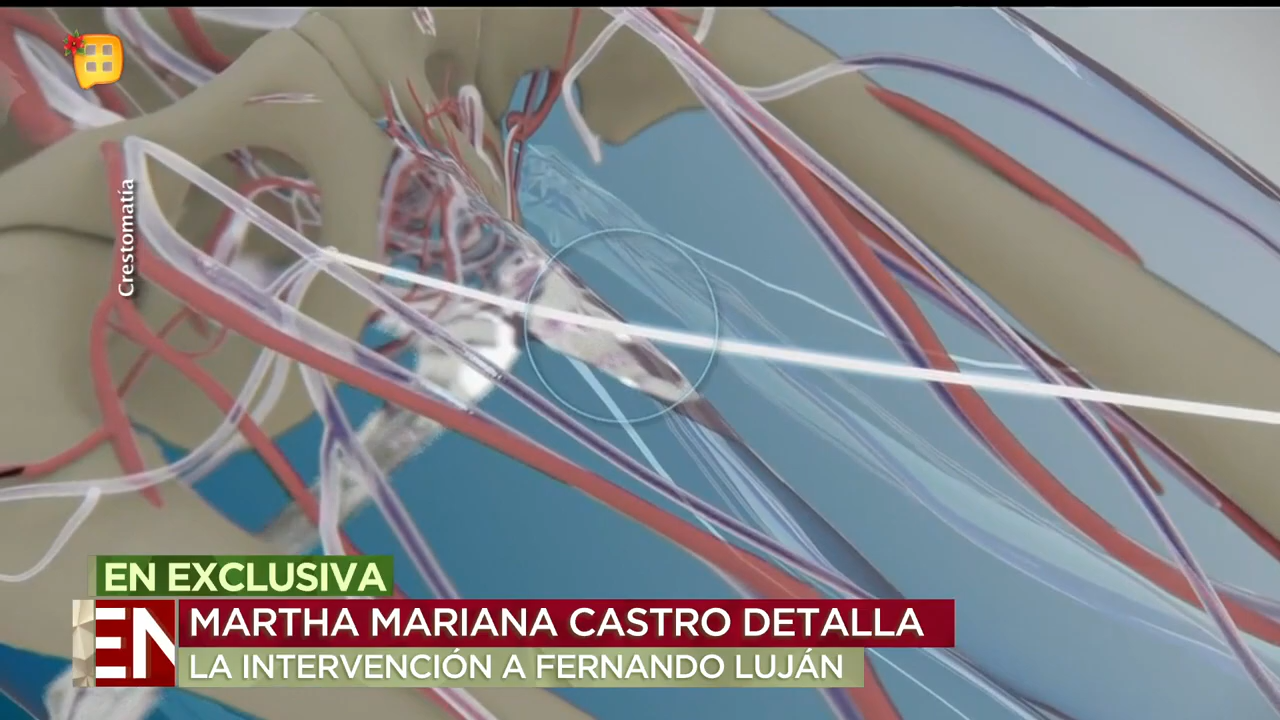 Crestomatía
EN EXCLUSIVA
EN
MARTHA MARIANA CASTRO DETALLA
LA INTERVENCIÓN A FERNANDO LUJÁN